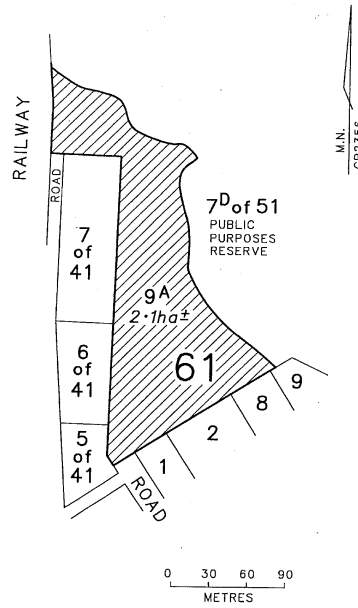 RAILWAY
ROAD
M.N.
7ᴰ of 51
PUBLIC
PURPOSES
RESERVE
7
of
41
9ᴬ
2·1ha±
61
6
of
41
5
of
41
9
8
2
1
ROAD
0 30 60 90
METRES